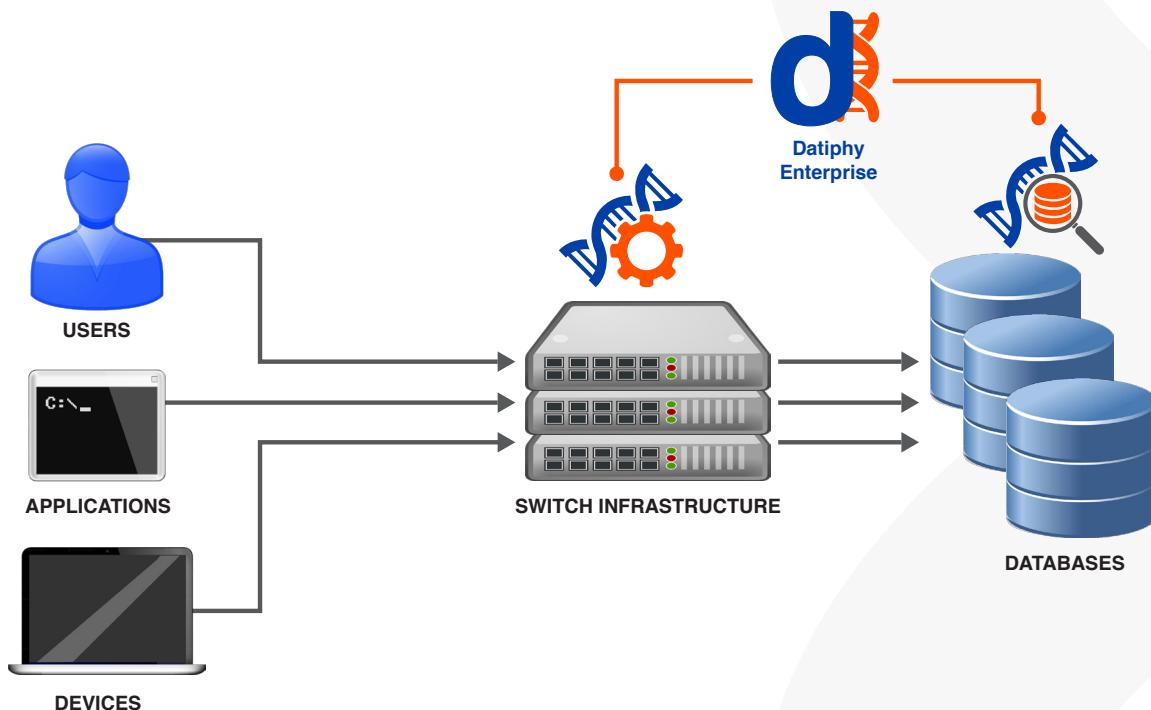 d
Datiphy
Enterprise
USERS
C:\_
APPLICATIONS
SWITCH INFRASTRUCTURE
DATABASES
DEVICES